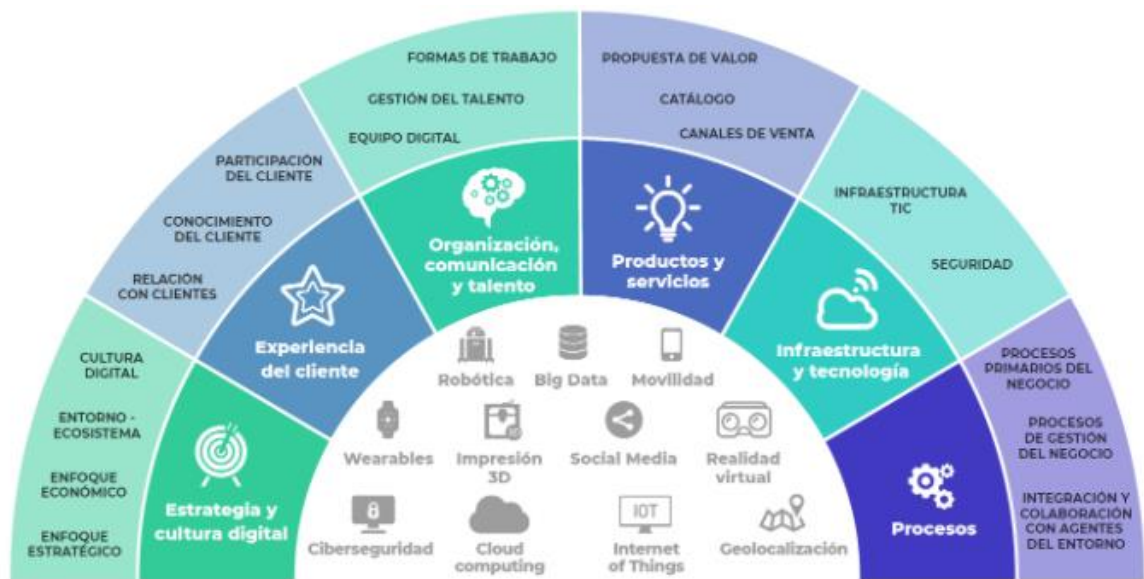 FORMAS DE TRABAJO
GESTIÓN DEL TALENTO
EQUIPO DIGITAL
PROPUESTA DE VALOR
CATÁLOGO
CANALES DE VENTA
PARTICIPACIÓN
DEL CLIENTE
CONOCIMIENTO
DEL CLIENTE
RELACIÓN
CON CLIENTES
INFRAESTRUCTURA
TIC
SEGURIDAD
CULTURA
DIGITAL
ENTORNO -
ECOSISTEMA
ENFOQUE
ECONÓMICO
ENFOQUE
ESTRATÉGICO
PROCESOS
PRIMARIOS DEL
NEGOCIO
PROCESOS
DE GESTIÓN
DEL NEGOCIO
INTEGRACIÓN Y
COLABORACIÓN
CON AGENTES
DEL ENTORNO
Estrategia y
cultura digital
Experiencia
del cliente
Organización,
comunicación
y talento
Productos y
servicios
Infraestructura
y tecnología
Procesos
Robótica
Big Data
Movilidad
Wearables
Impresión
3D
Social Media
Realidad
virtual
Ciberseguridad
Cloud
computing
IOT
Internet
of Things
Geolocalización